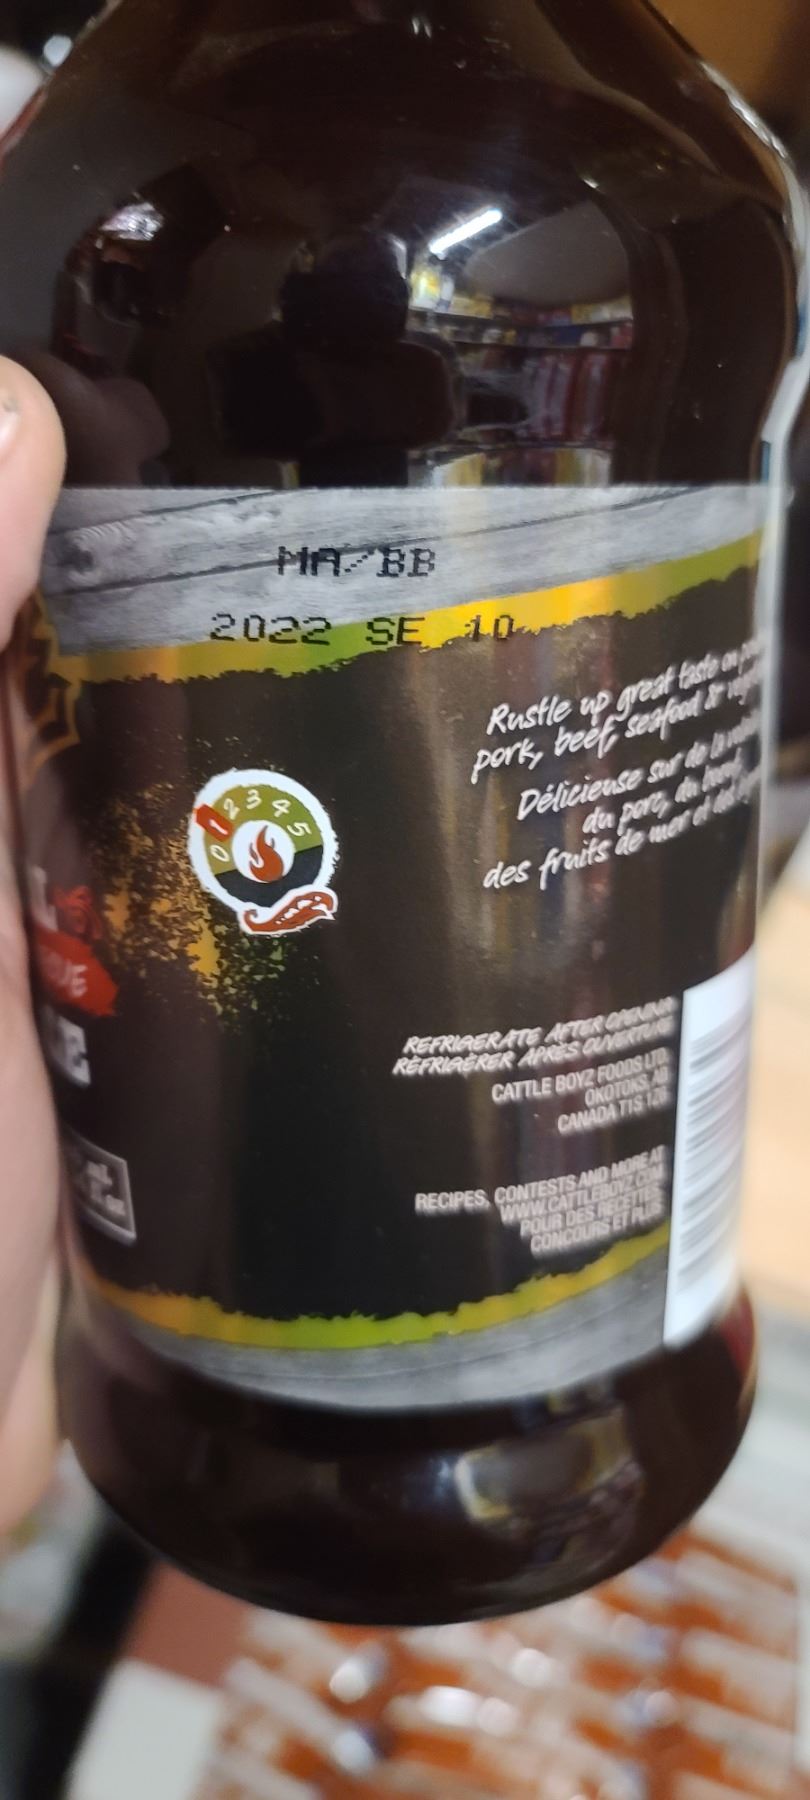 MA/BB
2022 SE 10
Rustle up great taste on
pork, beef, seafood &
Délicieuse sur de la
du porc, du boeuf,
des fruits de mer et des
0 1 2 3 4 5
REFRIGERATE AFTER OPENING
RÉFRIGÉRER APRÈS OUVERTURE
CATTLE BOYZ FOODS LTD.
OKOTOKS, AB
CANADA T1S
RECIPES, CONTESTS AND MORE AT
WWW.CATTLEBOYZ.COM
POUR DES RECETTES,
CONCOURS ET PLUS